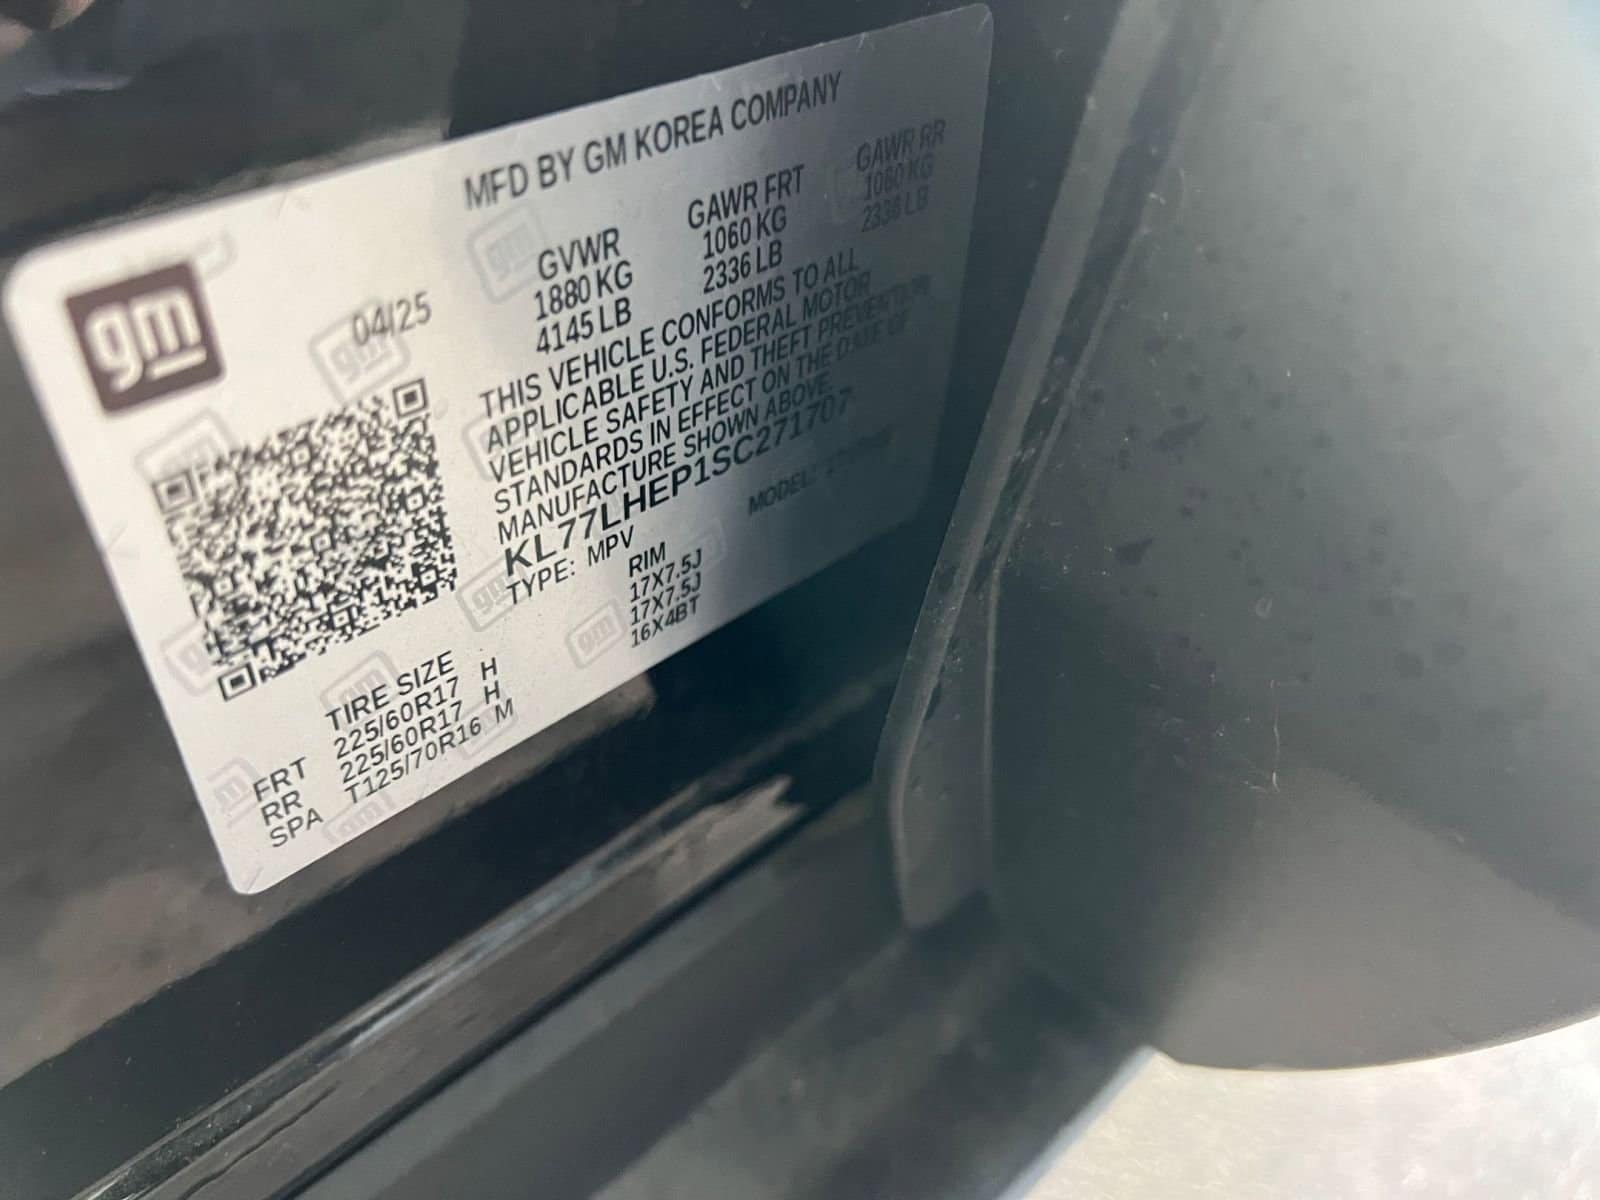 gm
MFD BY GM KOREA COMPANY
04/25
GVWR GAWR FRT GAWR RR
1880 KG 1060 KG 1060 KG
4145 LB 2336 LB 2336 LB
THIS VEHICLE CONFORMS TO ALL
APPLICABLE U.S. FEDERAL MOTOR
VEHICLE SAFETY AND THEFT PREVENTION
STANDARDS IN EFFECT ON THE DATE OF
MANUFACTURE SHOWN ABOVE.
KL77LHEP1SC271707
TYPE: MPV MODEL:
TIRE SIZE RIM
FRT 225/60R17 H 17X7.5J
RR 225/60R17 H 17X7.5J
SPA T125/70R16 M 16X4BT